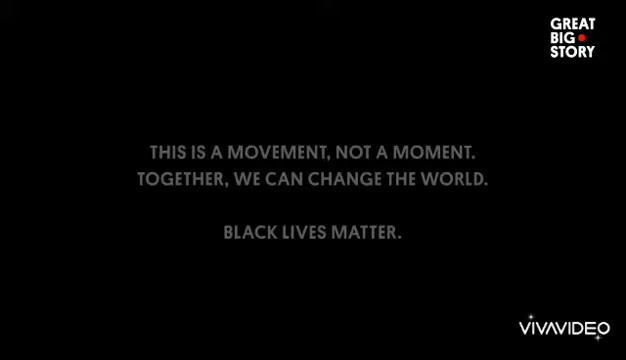 GREAT
BIG
STORY
THIS IS A MOVEMENT, NOT A MOMENT.
TOGETHER, WE CAN CHANGE THE WORLD.
BLACK LIVES MATTER.
VIVAVIDEO